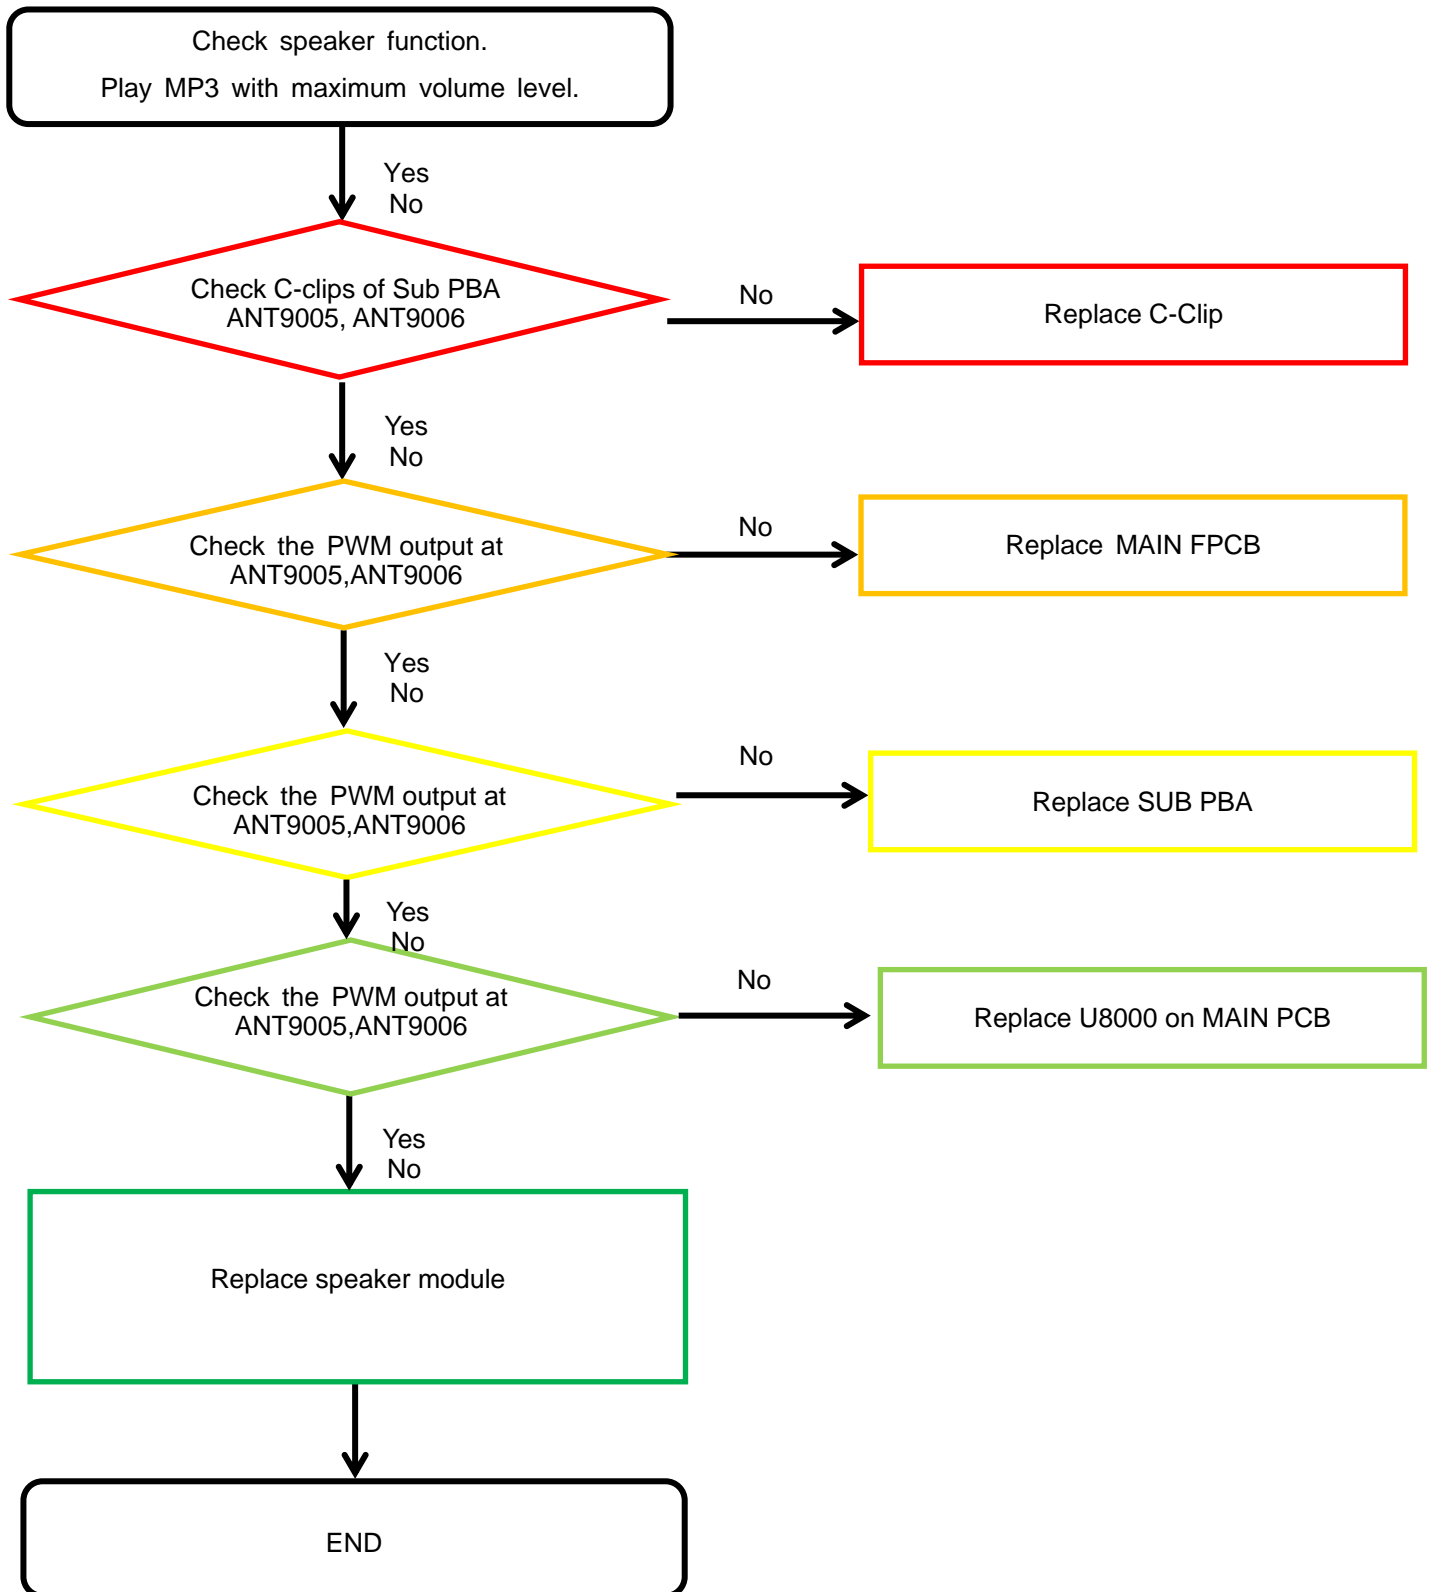 Check speaker function.
Play MP3 with maximum volume level.
Yes
No
Check C-clips of Sub PBA
ANT9005, ANT9006
No
Replace C-Clip
Yes
No
Check the PWM output at
ANT9005,ANT9006
No
Replace MAIN FPCB
Yes
No
Check the PWM output at
ANT9005,ANT9006
No
Replace SUB PBA
Yes
No
Check the PWM output at
ANT9005,ANT9006
No
Replace U8000 on MAIN PCB
Yes
No
Replace speaker module
END